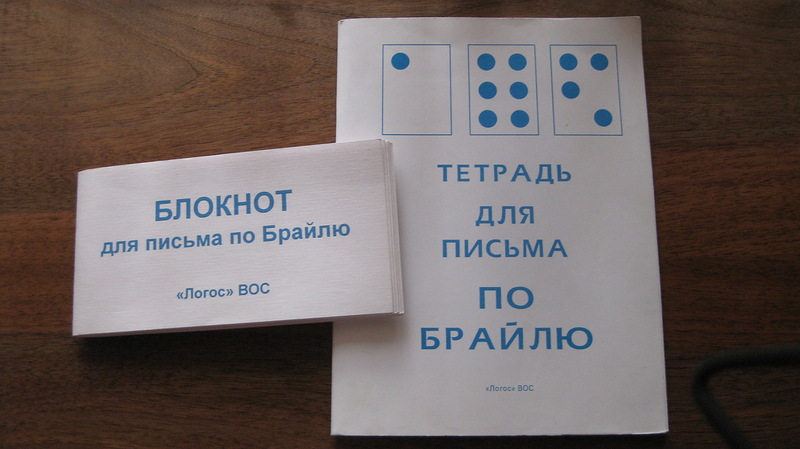 БЛОКНОТ
для письма по Брайлю
«Логос» ВОС
ТЕТРАДЬ
ДЛЯ
ПИСЬМА
ПО
БРАЙЛЮ
«Логос» ВОС